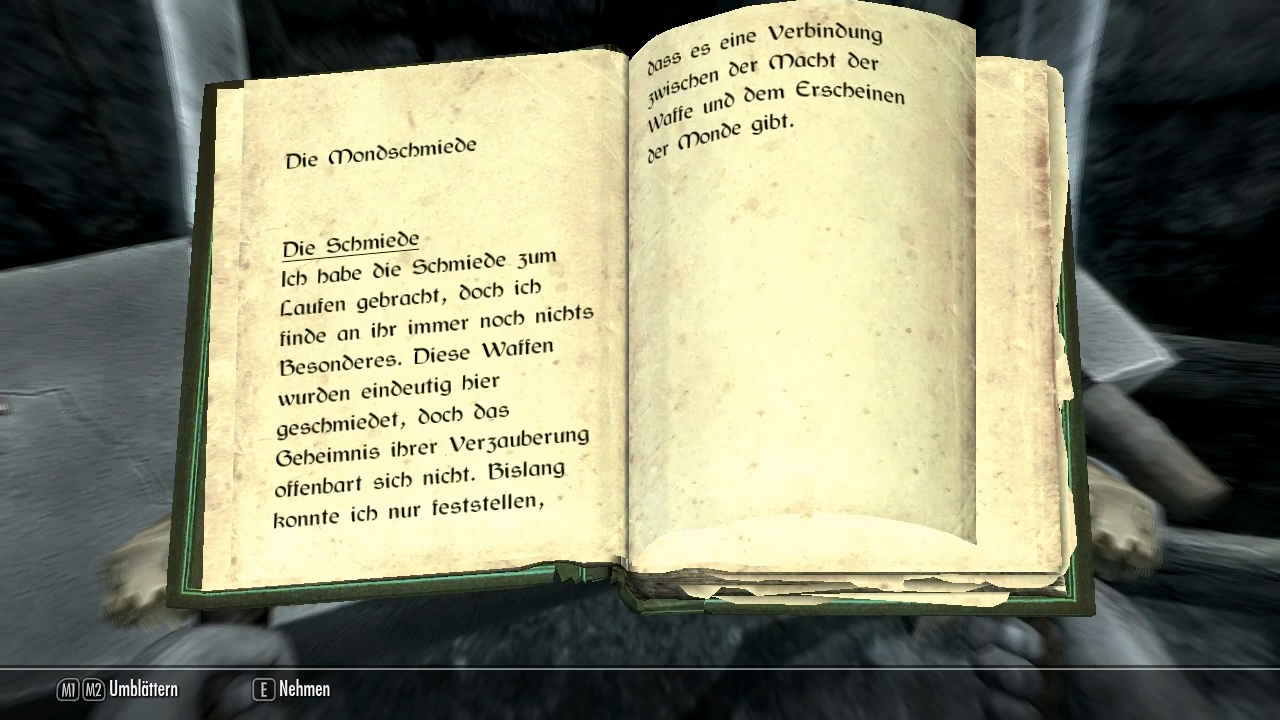 Die Mondschmiede
Die Schmiede
Ich habe die Schmiede zum
Laufen gebracht, doch ich
finde an ihr immer noch nichts
Besonderes. Diese Waffen
wurden eindeutig hier
geschmiedet, doch das
Geheimnis ihrer Verzauberung
offenbart sich nicht. Bislang
konnte ich nur feststellen,
dass es eine Verbindung
zwischen der Macht der
Waffe und dem Erscheinen
der Monde gibt.
M1 M2 Umblättern
E Nehmen